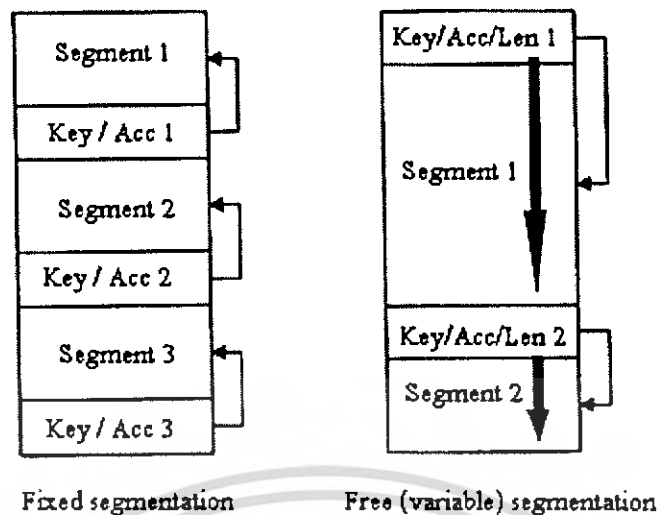 Segment 1
Key / Acc 1
Segment 2
Key / Acc 2
Segment 3
Key / Acc 3
Fixed segmentation
Key/Acc/Len 1
Segment 1
Key/Acc/Len 2
Segment 2
Free (variable) segmentation